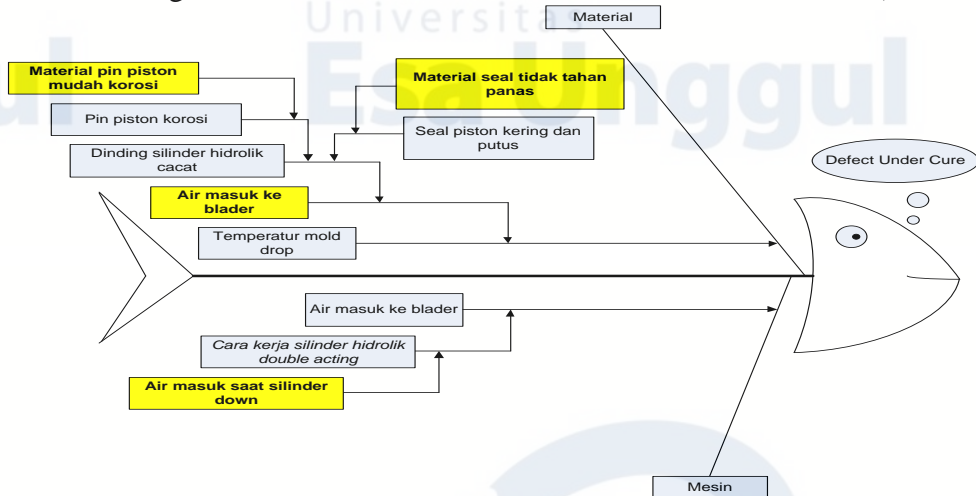 Universitas
Esa Unggul
Material
Material pin piston
mudah korosi
Material seal tidak tahan
panas
Pin piston korosi
Seal piston kering dan
putus
Dinding silinder hidrolik
cacat
Defect Under Cure
Air masuk ke
blader
Temperatur mold
drop
Air masuk ke blader
Cara kerja silinder hidrolik
double acting
Air masuk saat silinder
down
Mesin